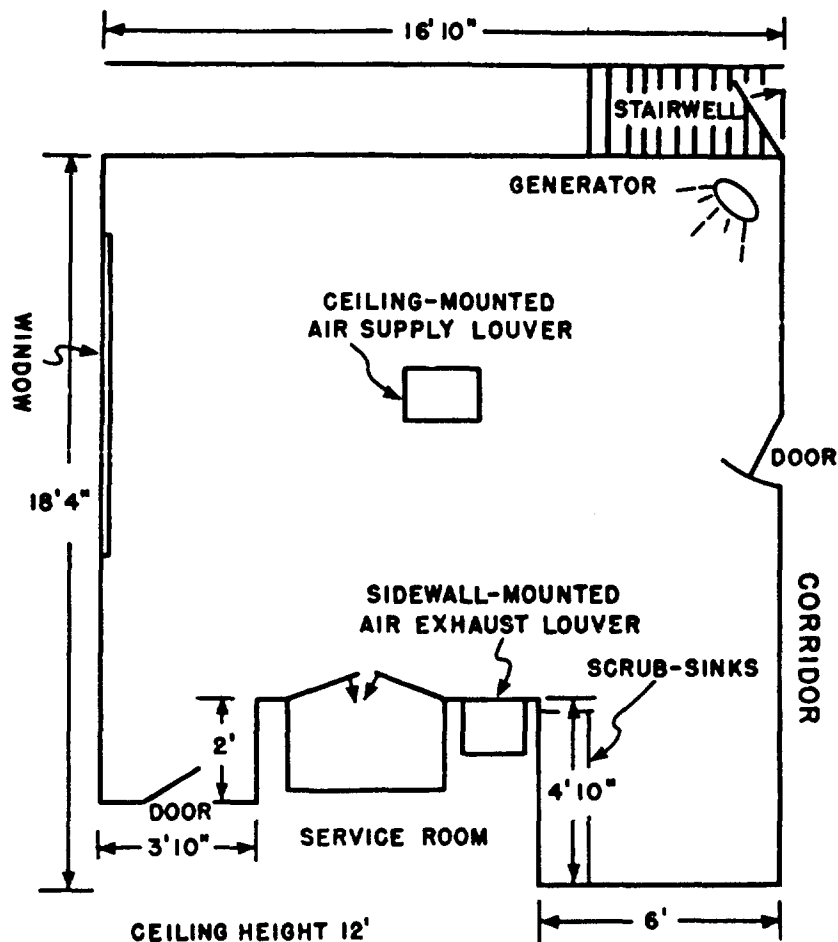 16'10"
STAIRWELL
GENERATOR
CEILING-MOUNTED
AIR SUPPLY LOUVER
WINDOW
DOOR
18'4"
SIDEWALL-MOUNTED
AIR EXHAUST LOUVER
CORRIDOR
SCRUB-SINKS
2'
4'10"
DOOR
3'10"
SERVICE ROOM
6'
CEILING HEIGHT 12'